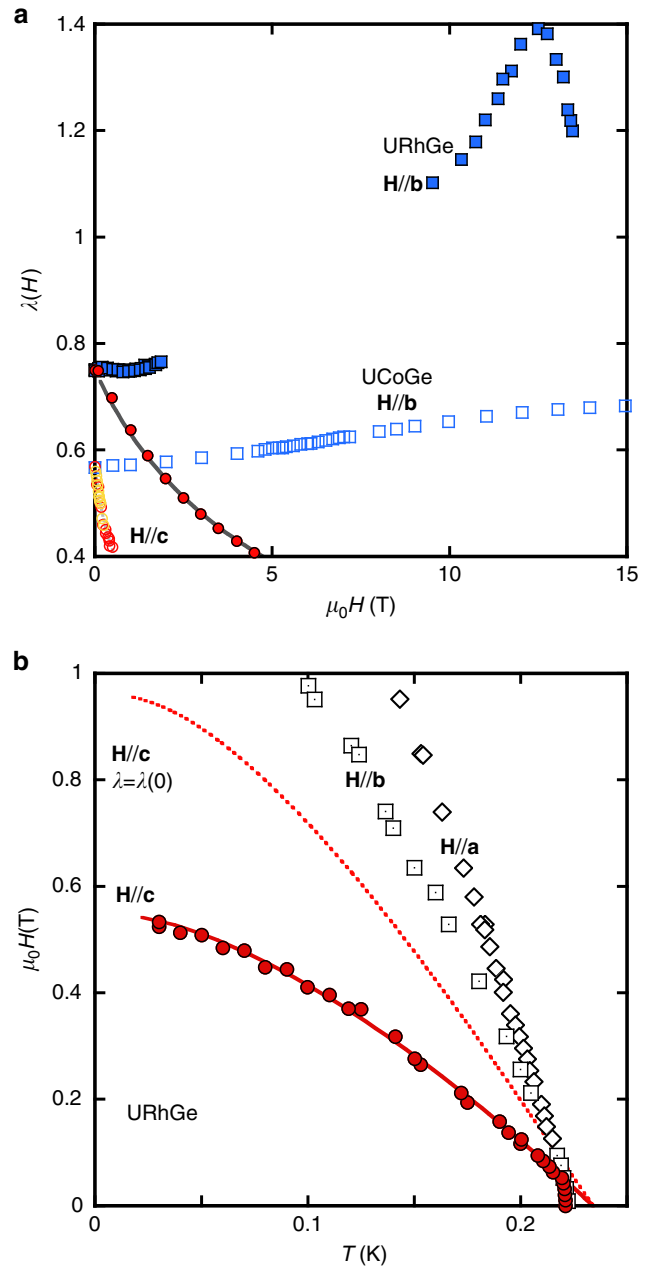 a
1.4
1.2
1
0.8
0.6
0.4
λ(H)
URhGe
H//b
UCoGe
H//b
H//c
0
5
10
15
μ0H (T)
b
1
0.8
0.6
0.4
0.2
0
μ0H(T)
H//c
λ=λ(0)
H//b
H//a
H//c
URhGe
0
0.1
0.2
T (K)